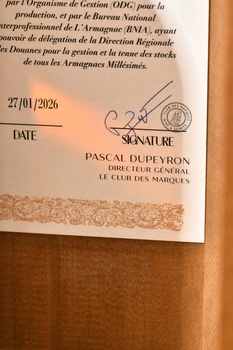 par l'Organisme de Gestion (ODG) pour la
production, et par le Bureau National
Interprofessionnel de L'Armagnac (BNIA), ayant
pouvoir de délégation de la Direction Régionale
des Douanes pour la gestion et la tenue des stocks
de tous les Armagnacs Millésimés.
27/01/2026
DATE
SIGNATURE
PASCAL DUPEYRON
DIRECTEUR GÉNÉRAL
LE CLUB DES MARQUES